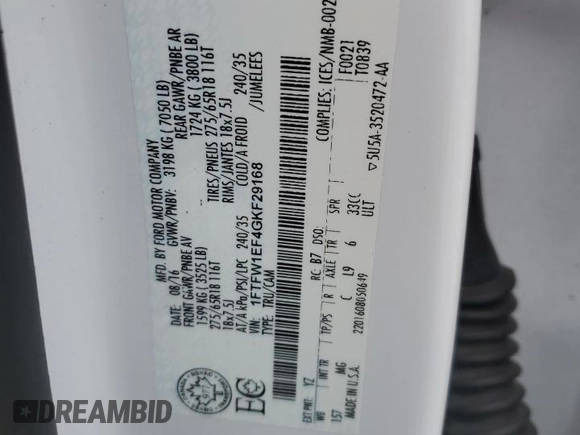 MFD. BY FORD MOTOR COMPANY
DATE: 08/16 GVWR/PNBV: 3198 KG ( 7050 LB)
FRONT GAWR/PNBE AV REAR GAWR/PNBE AR
1599 KG ( 3525 LB) 1724 KG ( 3800 LB)
275/65R18 116T TIRES/PNEUS 275/65R18 116T
18x7.5J RIMS/JANTES 18x7.5J
AT/A kPa/PSI/LPC 240/35 COLD/A FROID 240/35
VIN: 1FTFW1EF4GKF29168 /JUMELEES
TYPE: TRU/CAM
COMPLIES: ICES/NMB-002
F0021
T0839
EXT PNT: YZ RC: B7 DSO:
WB INT TR TP/PS R AXLE TR SPR
157 MG C L9 6 33CC
ULT
MADE IN U.S.A.
2201608050649
▽5U5A-3520472-AA
EC
DREAMBID